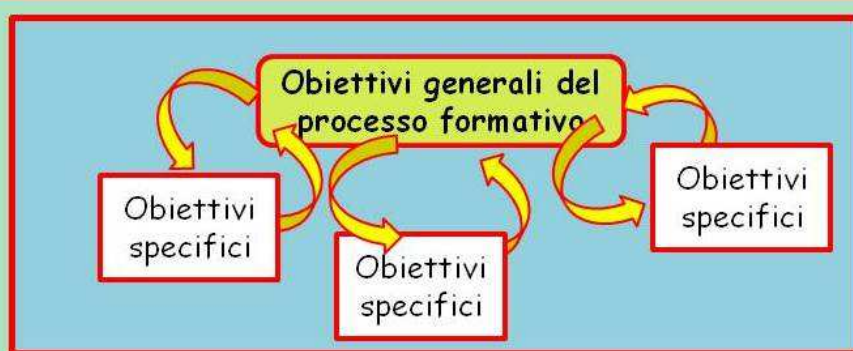 Obiettivi generali del
processo formativo
Obiettivi
specifici
Obiettivi
specifici
Obiettivi
specifici